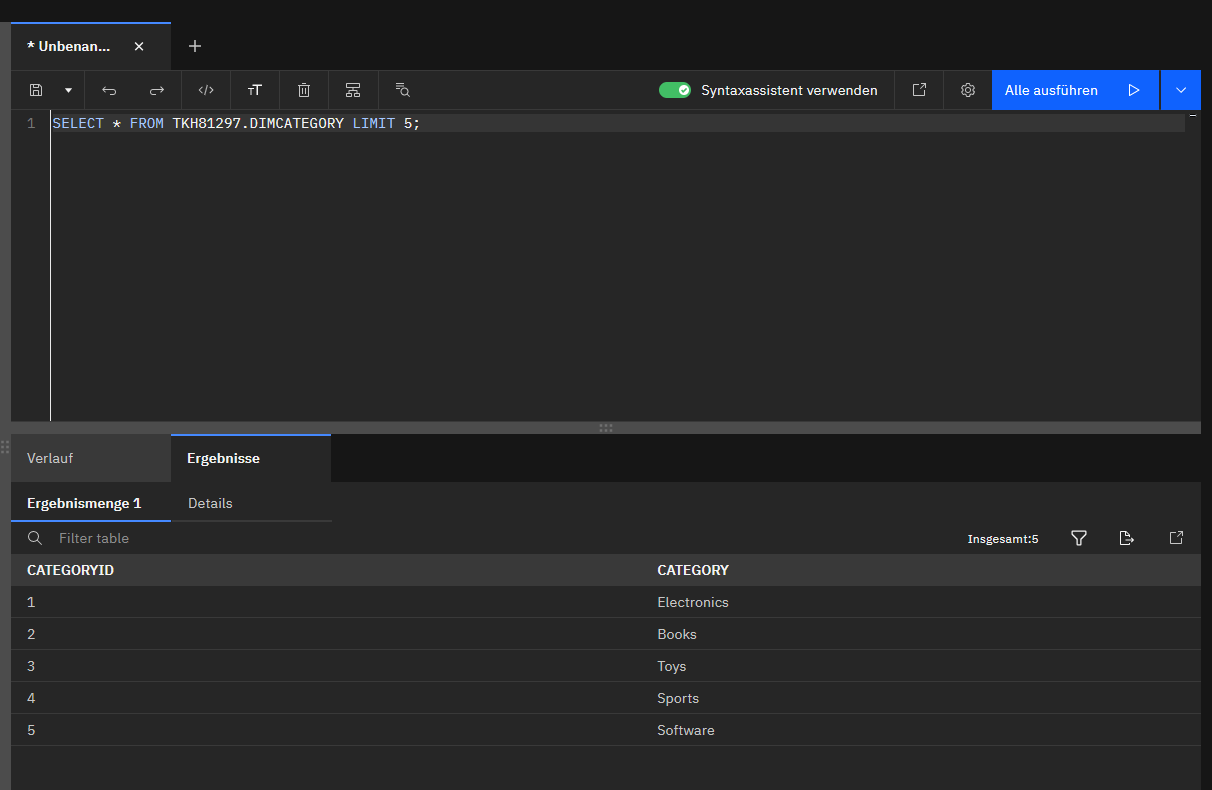 * Unbenan...
Syntaxassistent verwenden
Alle ausführen
1 SELECT * FROM TKH81297.DIMCATEGORY LIMIT 5;
Verlauf
Ergebnisse
Ergebnismenge 1
Details
Filter table
Insgesamt:5
CATEGORYID CATEGORY
1 Electronics
2 Books
3 Toys
4 Sports
5 Software